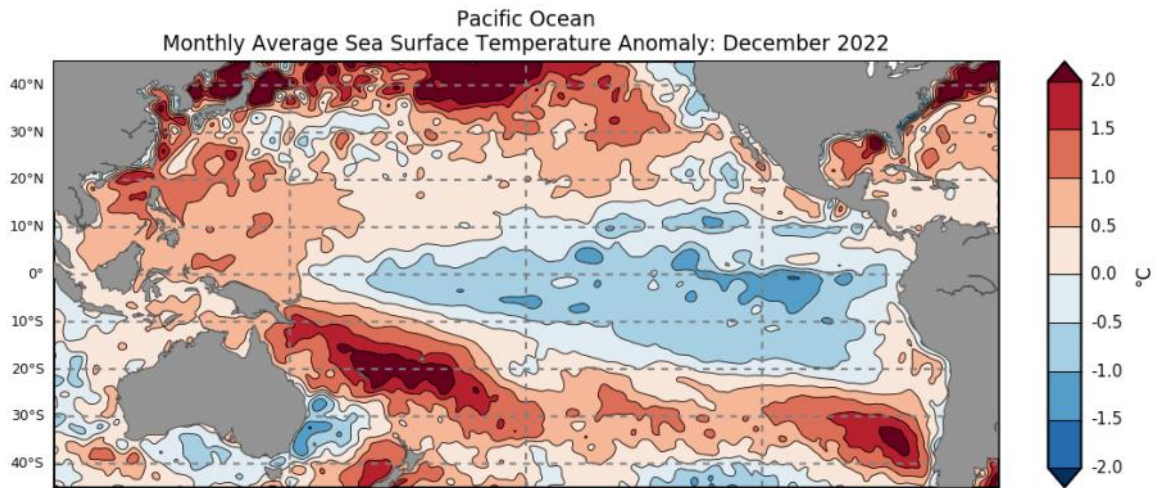 Pacific Ocean
Monthly Average Sea Surface Temperature Anomaly: December 2022
40°N
30°N
20°N
10°N
0°
10°S
20°S
30°S
40°S
2.0
1.5
1.0
0.5
0.0
-0.5
-1.0
-1.5
-2.0
°C